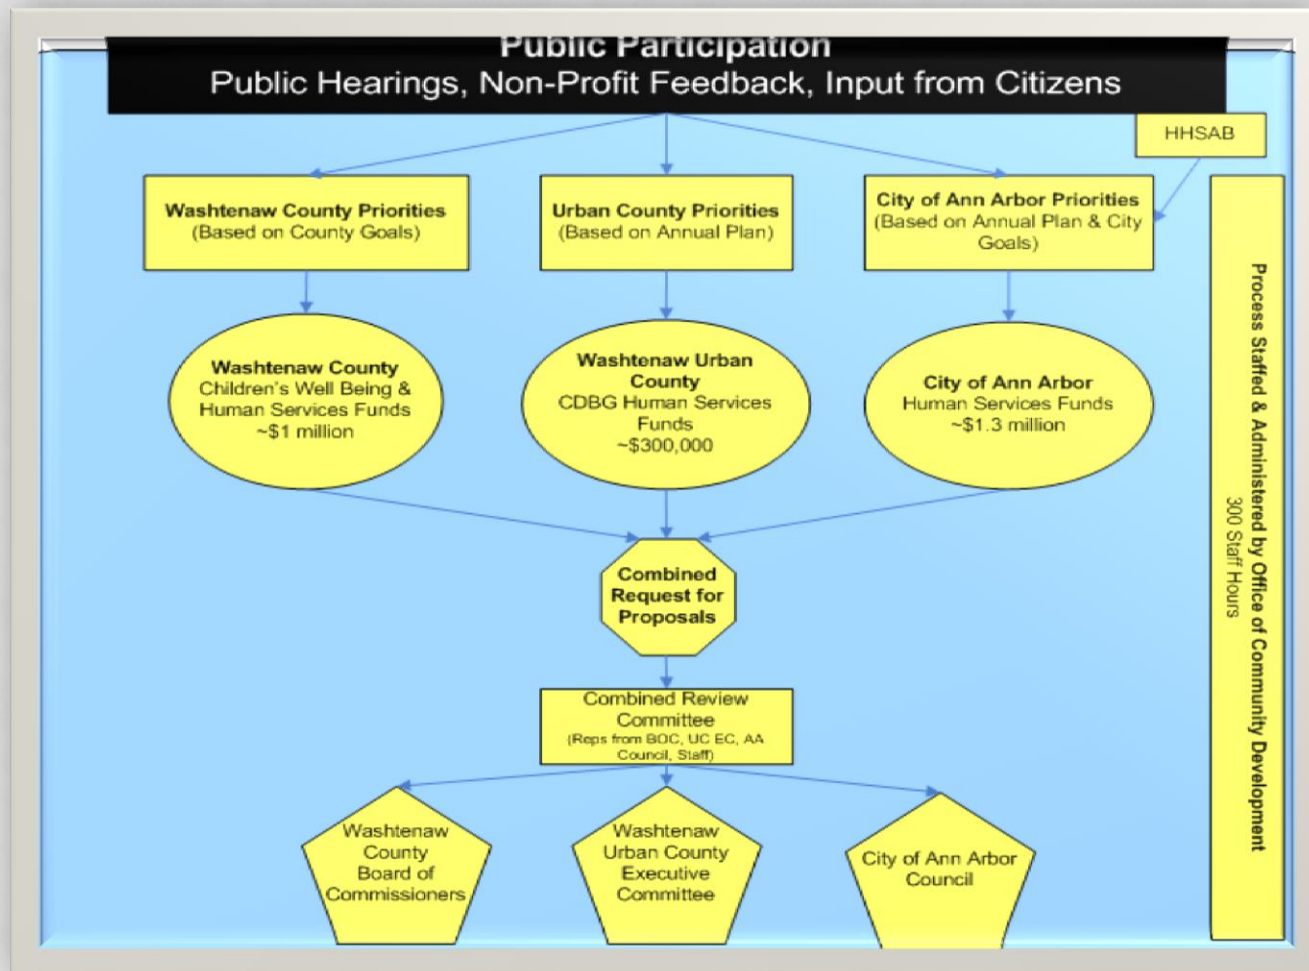 Public Participation
Public Hearings, Non-Profit Feedback, Input from Citizens
HHSAB
Washtenaw County Priorities
(Based on County Goals)
Urban County Priorities
(Based on Annual Plan)
City of Ann Arbor Priorities
(Based on Annual Plan & City
Goals)
Washtenaw County
Children's Well Being &
Human Services Funds
~$1 million
Washtenaw Urban
County
CDBG Human Services
Funds
~$300,000
City of Ann Arbor
Human Services Funds
~$1.3 million
Combined
Request for
Proposals
Combined Review
Committee
(Reps from BOC, UC EC, AA
Council, Staff)
Washtenaw
County
Board of
Commissioners
Washtenaw
Urban County
Executive
Committee
City of Ann Arbor
Council
Process Staffed & Administered by Office of Community Development
300 Staff Hours